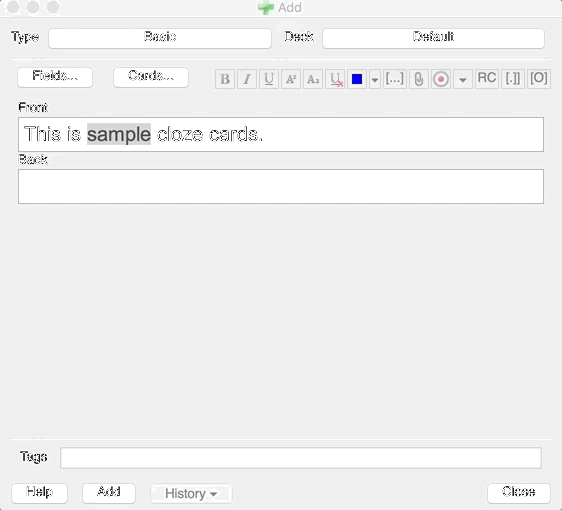 Add
Type Basic Deck Default
Fields... Cards... B I U A² A₂ U [...] RC [.]] [O]
Front
This is sample cloze cards.
Back
Tags
Help Add History Close